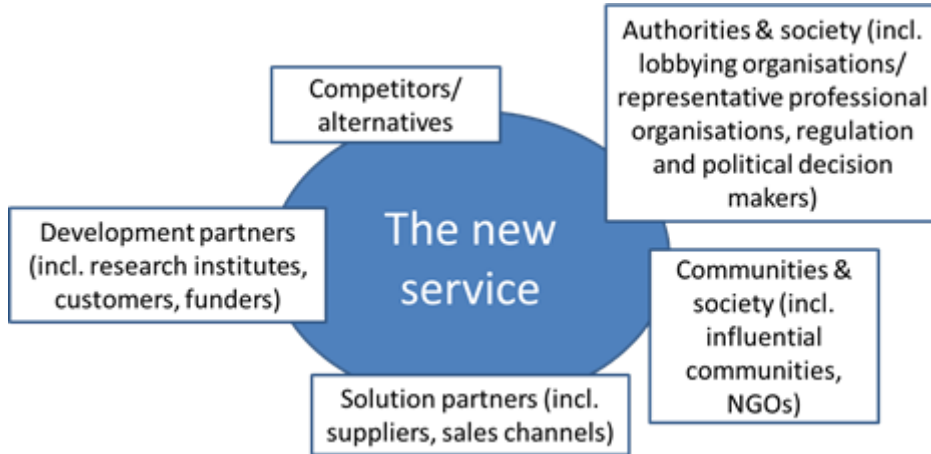 Authorities & society (incl.
lobbying organisations/
representative professional
organisations, regulation
and political decision
makers)
Competitors/
alternatives
Development partners
(incl. research institutes,
customers, funders)
The new
service
Communities &
society (incl.
influential
communities,
NGOs)
Solution partners (incl.
suppliers, sales channels)